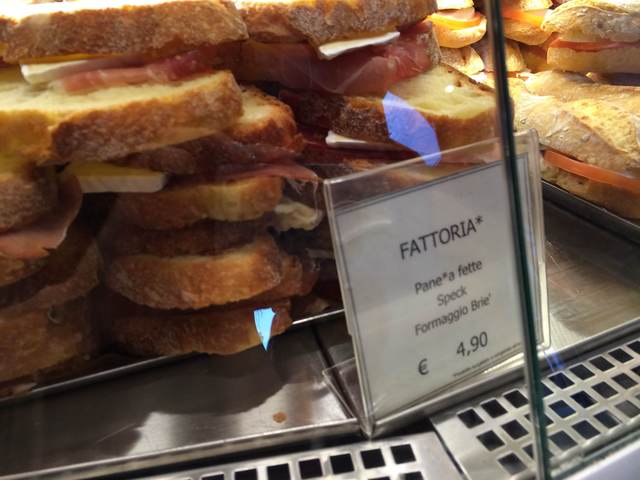 FATTORIA*
Pane*a fette
Speck
Formaggio Brie'
€ 4,90